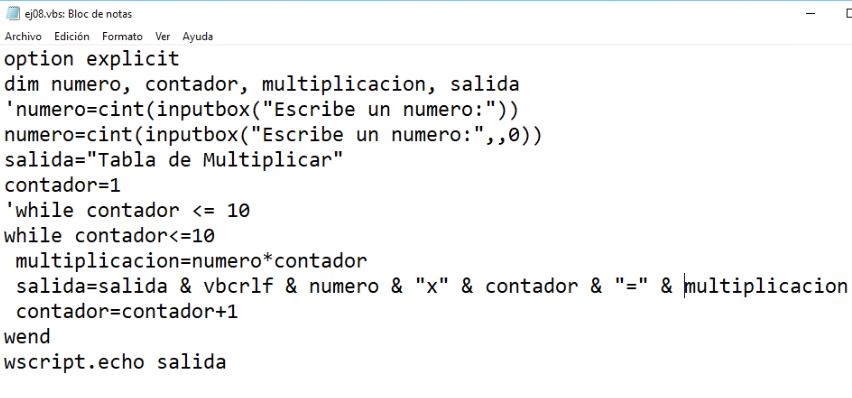 ej08.vbs: Bloc de notas
Archivo Edición Formato Ver Ayuda
option explicit
dim numero, contador, multiplicacion, salida
'numero=cint(inputbox("Escribe un numero:"))
numero=cint(inputbox("Escribe un numero:",,0))
salida="Tabla de Multiplicar"
contador=1
'while contador <= 10
while contador<=10
 multiplicacion=numero*contador
 salida=salida & vbcrlf & numero & "x" & contador & "=" & multiplicacion
 contador=contador+1
wend
wscript.echo salida